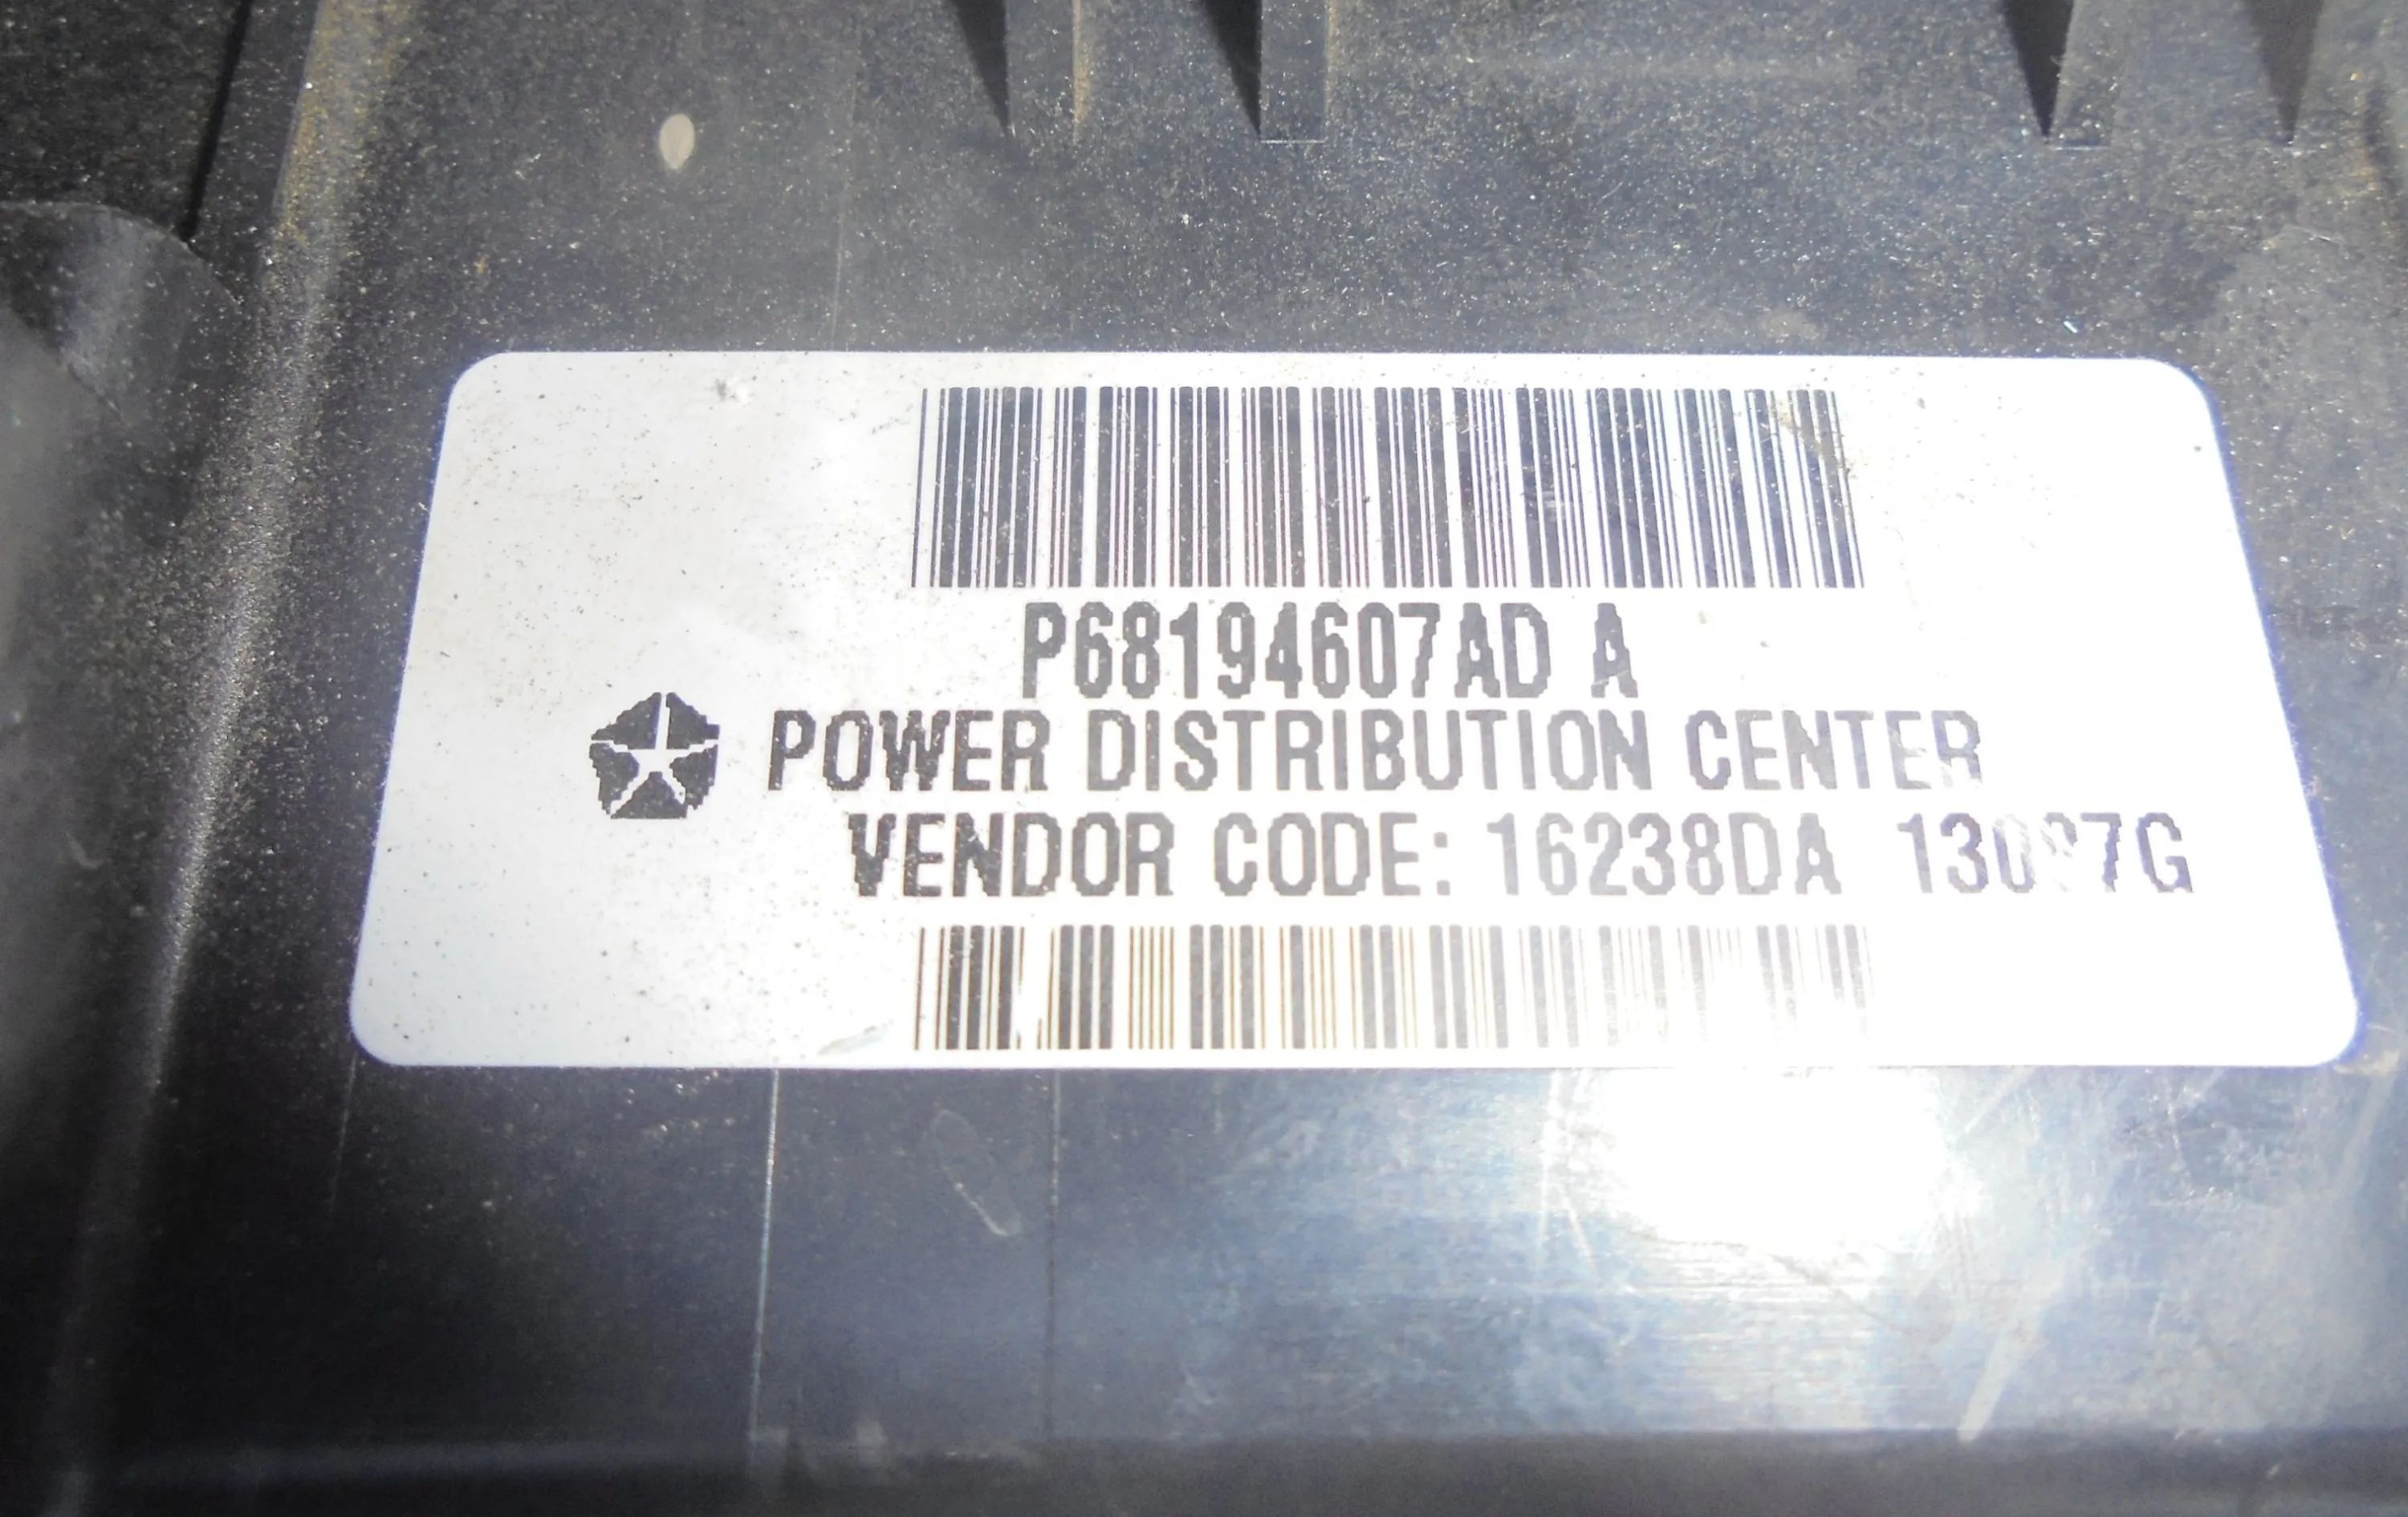 P68194607AD A
POWER DISTRIBUTION CENTER
VENDOR CODE: 16238DA